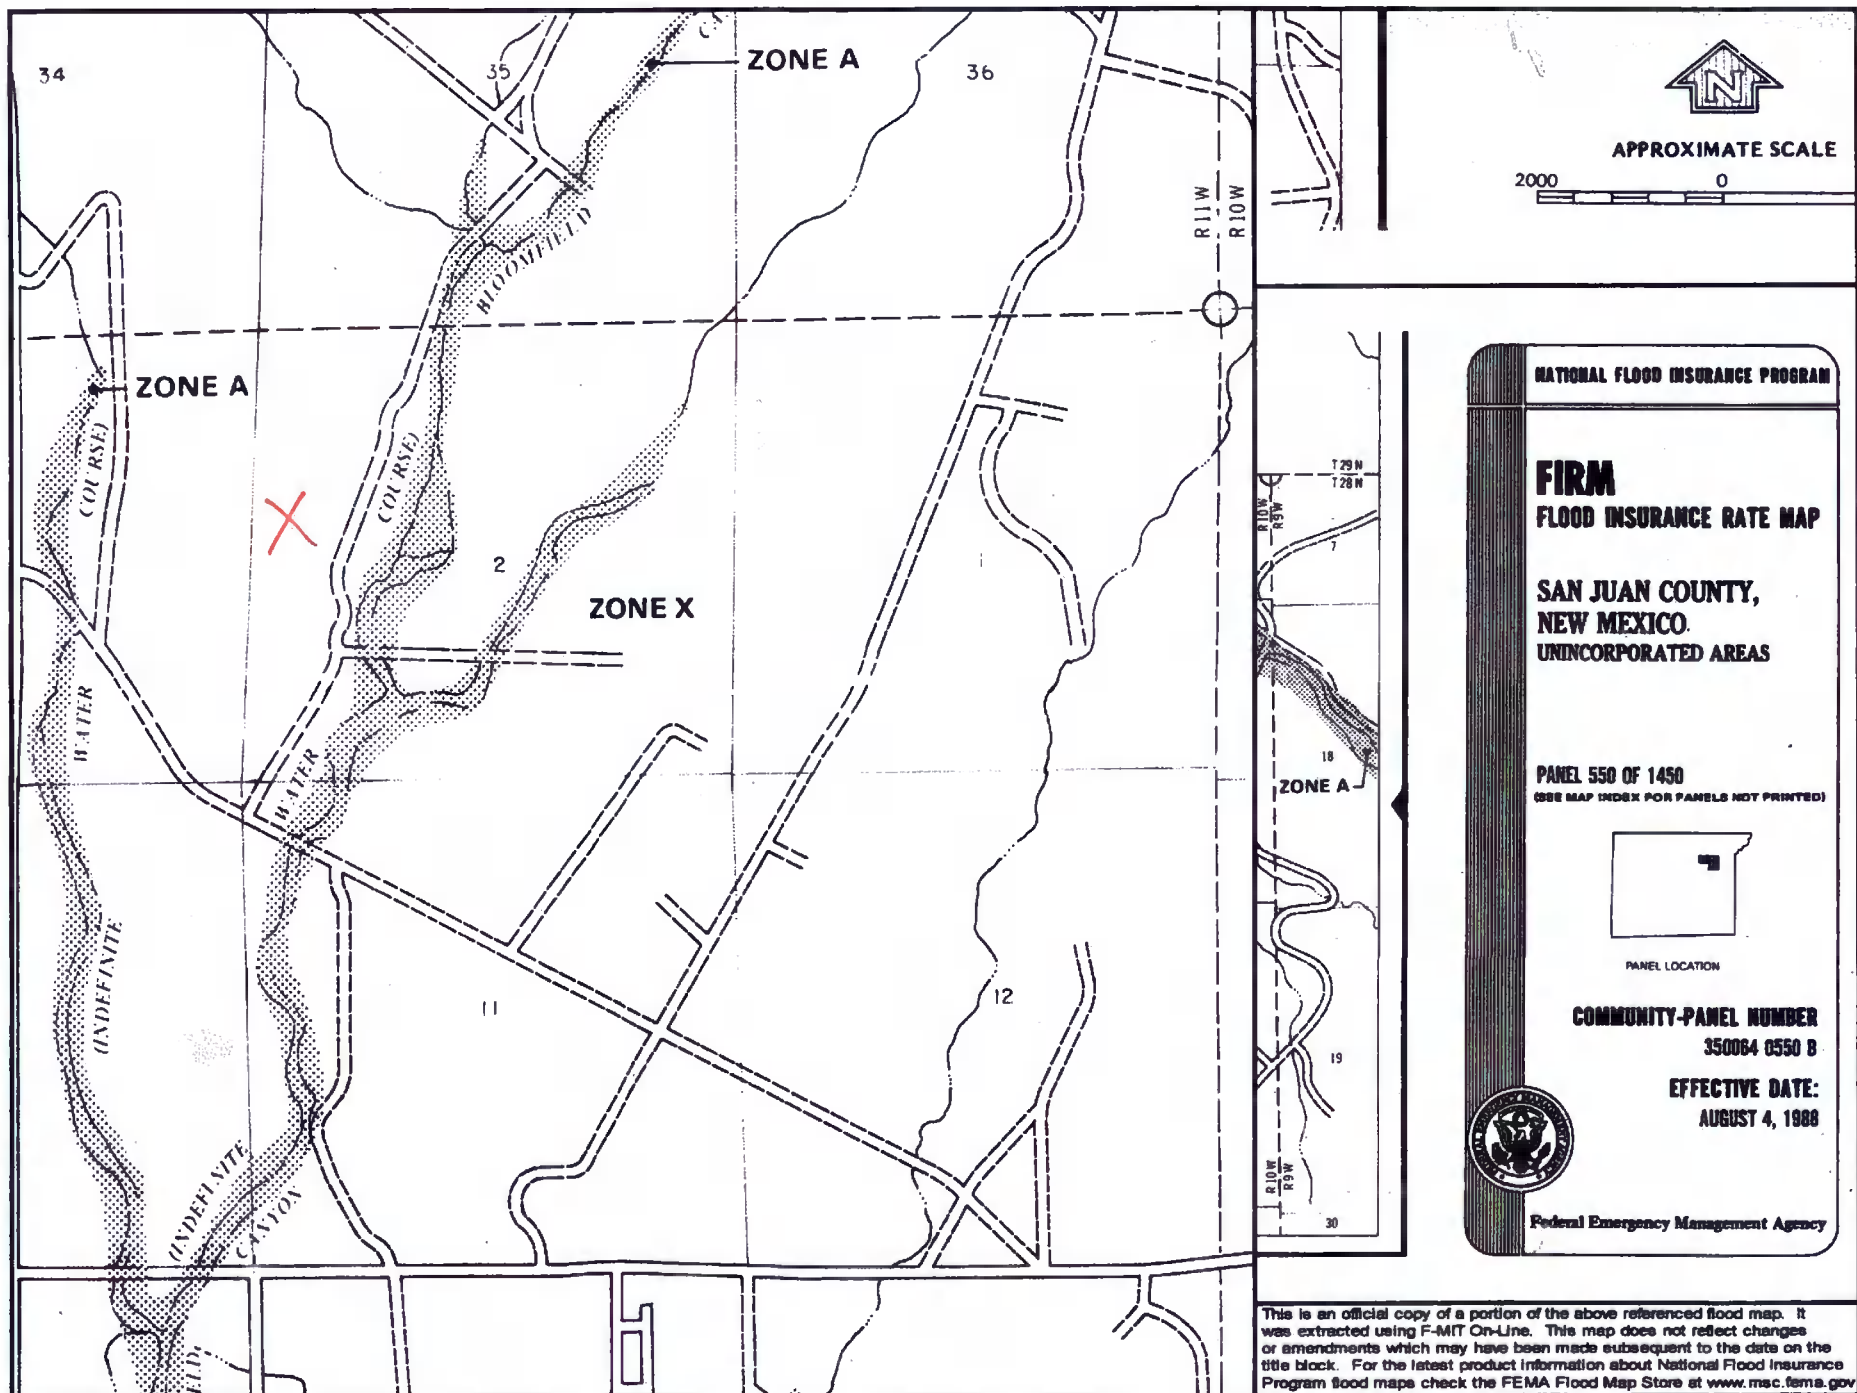 34
35
ZONE A
36
N
APPROXIMATE SCALE
2000 0
R11W
R10W
BLOOMFIELD
ZONE A
COURSE)
COURSE)
NATIONAL FLOOD INSURANCE PROGRAM
FIRM
FLOOD INSURANCE RATE MAP
SAN JUAN COUNTY,
NEW MEXICO
UNINCORPORATED AREAS
T29N
T28N
R10W
R9W
7
2
1
ZONE X
WATER
WATER
18
ZONE A
PANEL 550 OF 1450
(SEE MAP INDEX FOR PANELS NOT PRINTED)
PANEL LOCATION
(INDEFINITE
11
12
19
COMMUNITY-PANEL NUMBER
350064 0550 B
EFFECTIVE DATE:
AUGUST 4, 1988
(INDEFINITE
CANYON
R10W
R9W
30
Federal Emergency Management Agency
This is an official copy of a portion of the above referenced flood map. It
was extracted using F-MIT On-Line. This map does not reflect changes
or amendments which may have been made subsequent to the date on the
title block. For the latest product information about National Flood Insurance
Program flood maps check the FEMA Flood Map Store at www.msc.fema.gov